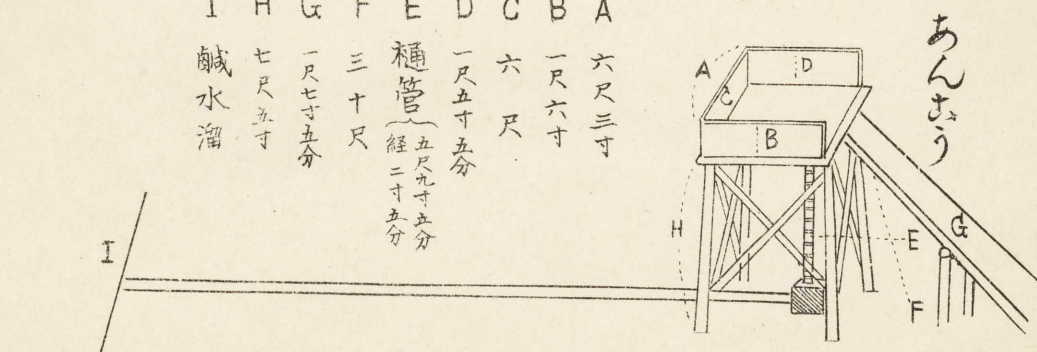 あんこう
A 六尺三寸
B 一尺六寸
C 六尺
D 一尺五寸五分
E 樋管 五尺九寸五分
経二寸五分
F 三十尺
G 一尺七寸五分
H 七尺五寸
I 鹹水溜
A
B
C
D
E
F
G
H
I